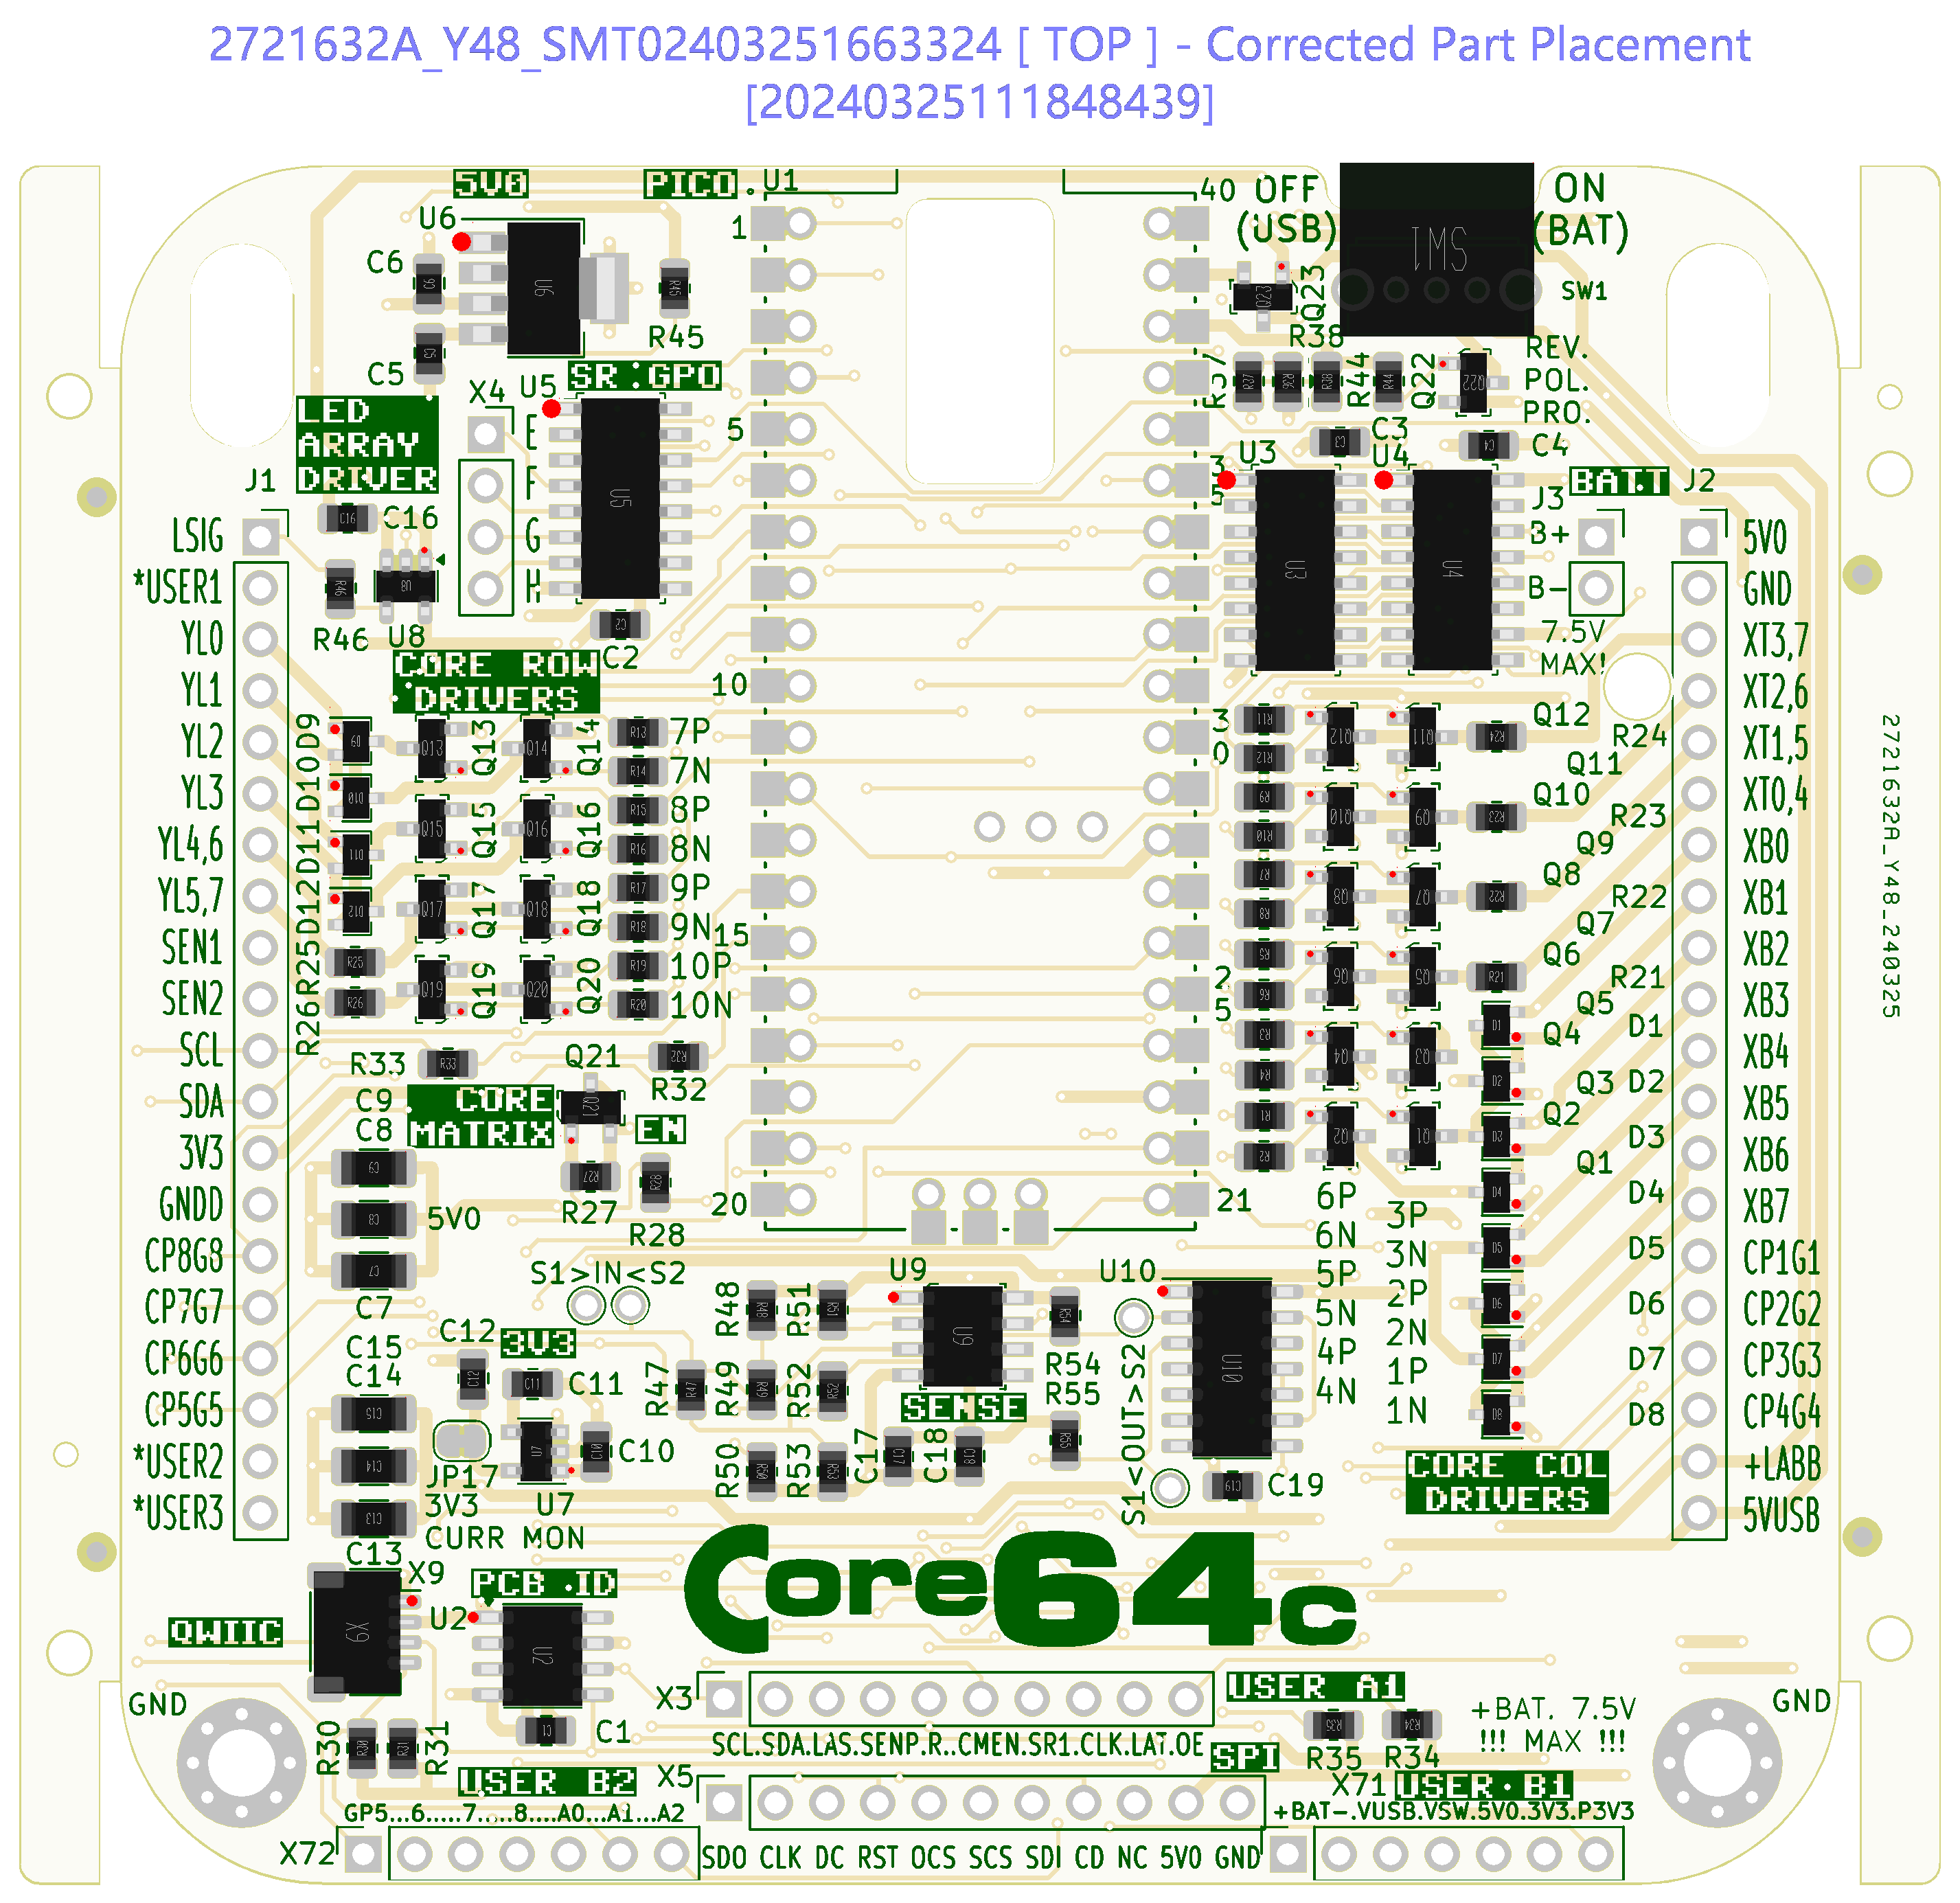 2721632A_Y48_SMT02403251663324 [ TOP ] - Corrected Part Placement
[20240325111848439]
5V0
PICO
U1
40
OFF
(USB)
ON
(BAT)
SW1
U6
1
C6
C5
R45
Q23
R38
R37
R44
Q22
REV.
POL.
PRO.
SR:GPO
X4
U5
E
F
G
H
5
LED
ARRAY
DRIVER
C3
C4
U3
U4
J3
BATT
J2
B+
B-
7.5V
MAX!
J1
C16
R46
U8
C2
LSIG
*USER1
YL0
YL1
YL2
YL3
YL4,6
YL5,7
SEN1
SEN2
SCL
SDA
3V3
GNDD
CP8G8
CP7G7
CP6G6
CP5G5
*USER2
*USER3
5V0
GND
XT3,7
XT2,6
XT1,5
XT0,4
XB0
XB1
XB2
XB3
XB4
XB5
XB6
XB7
CP1G1
CP2G2
CP3G3
CP4G4
+LABB
5VUSB
2721632A_Y48_240325
CORE ROW
DRIVERS
10
D9
D10
D11
D12
R25
R26
Q13
Q14
Q15
Q16
Q17
Q18
Q19
Q20
7P
7N
8P
8N
9P
9N
10P
10N
15
30
25
Q12
R24
Q11
Q10
R23
Q9
Q8
R22
Q7
Q6
R21
Q5
D1
Q4
Q3
D2
Q2
D3
Q1
D4
D5
D6
D7
D8
R33
Q21
R32
C9
C8
CORE
MATRIX
EN
R27
R28
5V0
C7
20
21
6P
6N
5P
5N
4P
4N
3P
3N
2P
2N
1P
1N
S1>IN<S2
U9
U10
R48
R51
R47
R49
R52
R50
R53
C17
C18
SENSE
R54
R55
S1<OUT>S2
C19
C12
3V3
C15
C14
C11
C10
JP17
U7
3V3
CURR MON
C13
CORE COL
DRIVERS
Core64c
X9
PCB ID
U2
QWIIC
GND
C1
R30
R31
X3
SCL.SDA.LAS.SENP.R..CMEN.SR1.CLK.LAT.OE
USER A1
+BAT. 7.5V
!!! MAX !!!
GND
R35
R34
SPI
USER B2
X5
X71
USER B1
GP5...6.....7....8....A0...A1...A2
+BAT-.VUSB.VSW.5V0.3V3.P3V3
X72
SDO CLK DC RST OCS SCS SDI CD NC 5V0 GND